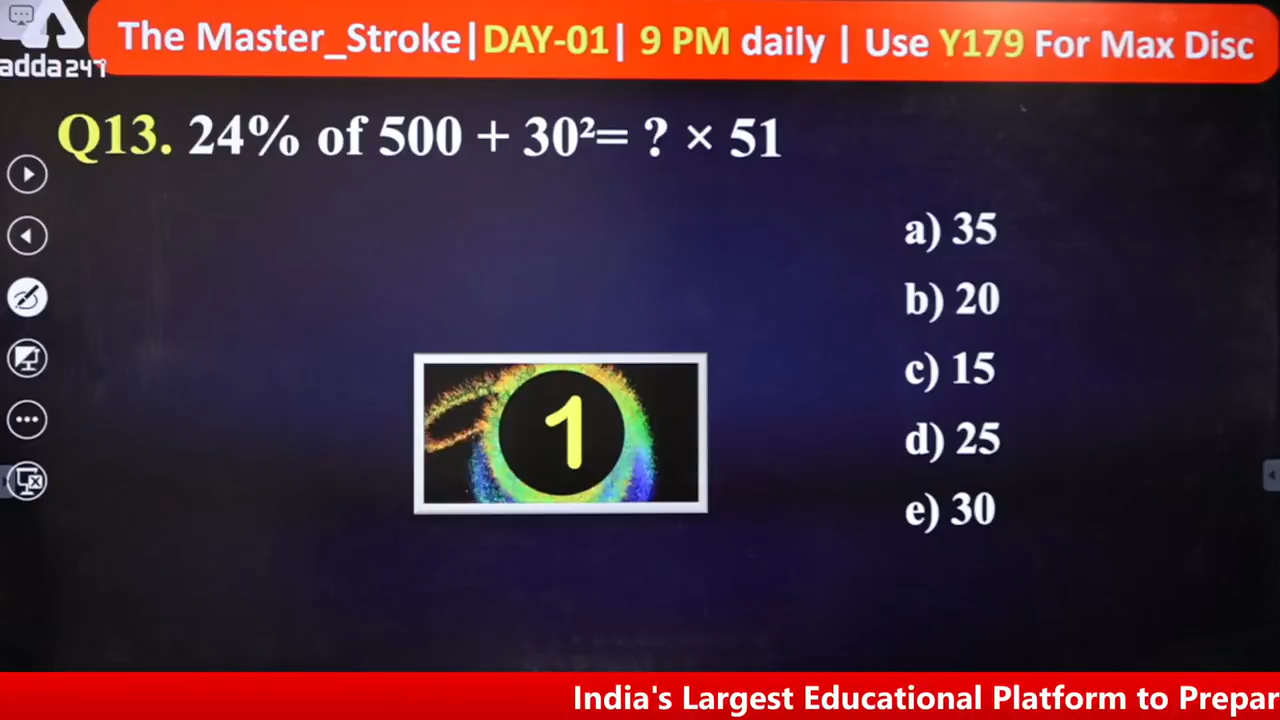 The Master_Stroke|DAY-01| 9 PM daily | Use Y179 For Max Disc
adda247
Q13. 24% of 500 + 30²= ? × 51
a) 35
b) 20
c) 15
d) 25
e) 30
1
India's Largest Educational Platform to Prepar